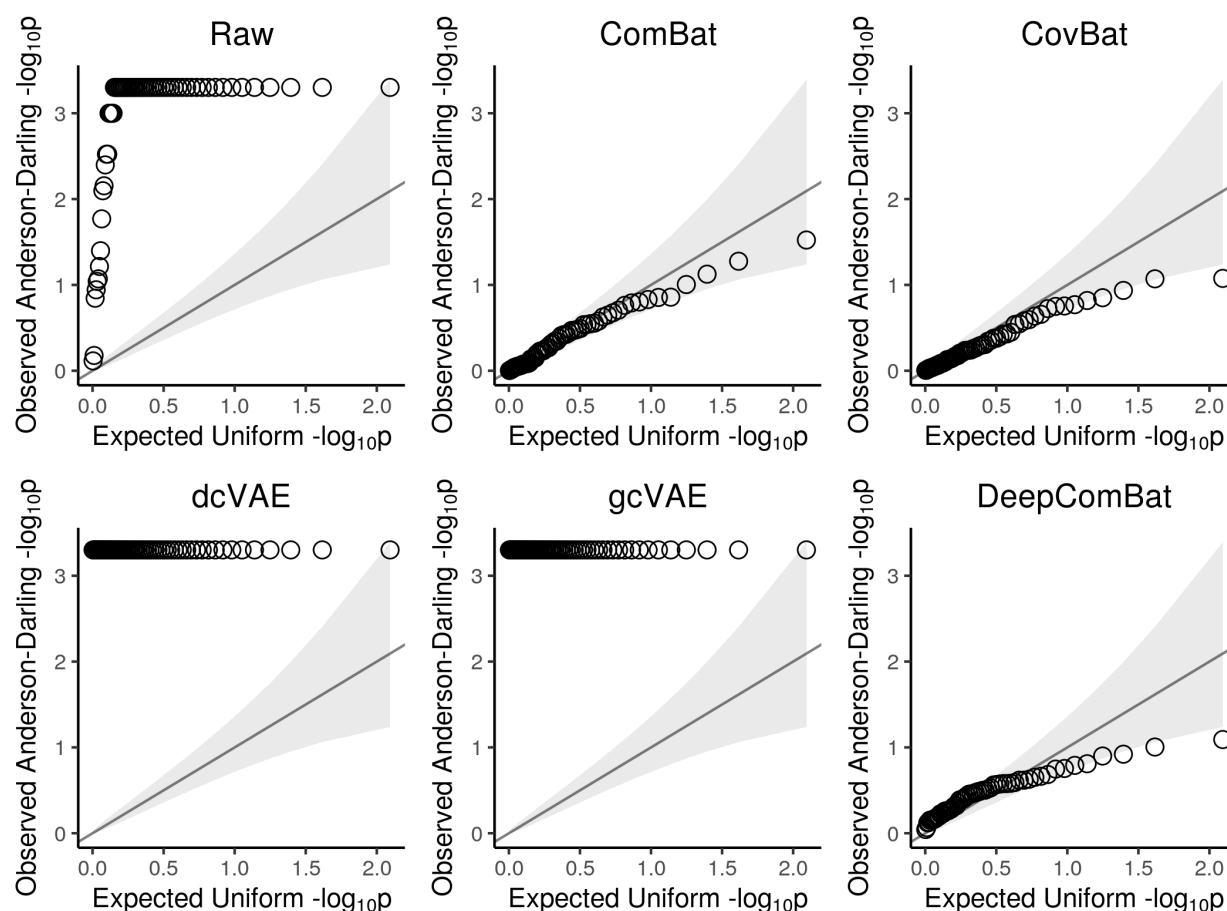 Raw
ComBat
CovBat
Observed Anderson-Darling -log₁₀p
3
2
1
0
0.0 0.5 1.0 1.5 2.0
Expected Uniform -log₁₀p
Observed Anderson-Darling -log₁₀p
3
2
1
0
0.0 0.5 1.0 1.5 2.0
Expected Uniform -log₁₀p
Observed Anderson-Darling -log₁₀p
3
2
1
0
0.0 0.5 1.0 1.5 2.0
Expected Uniform -log₁₀p
dcVAE
gcVAE
DeepComBat
Observed Anderson-Darling -log₁₀p
3
2
1
0
0.0 0.5 1.0 1.5 2.0
Expected Uniform -log₁₀p
Observed Anderson-Darling -log₁₀p
3
2
1
0
0.0 0.5 1.0 1.5 2.0
Expected Uniform -log₁₀p
Observed Anderson-Darling -log₁₀p
3
2
1
0
0.0 0.5 1.0 1.5 2.0
Expected Uniform -log₁₀p